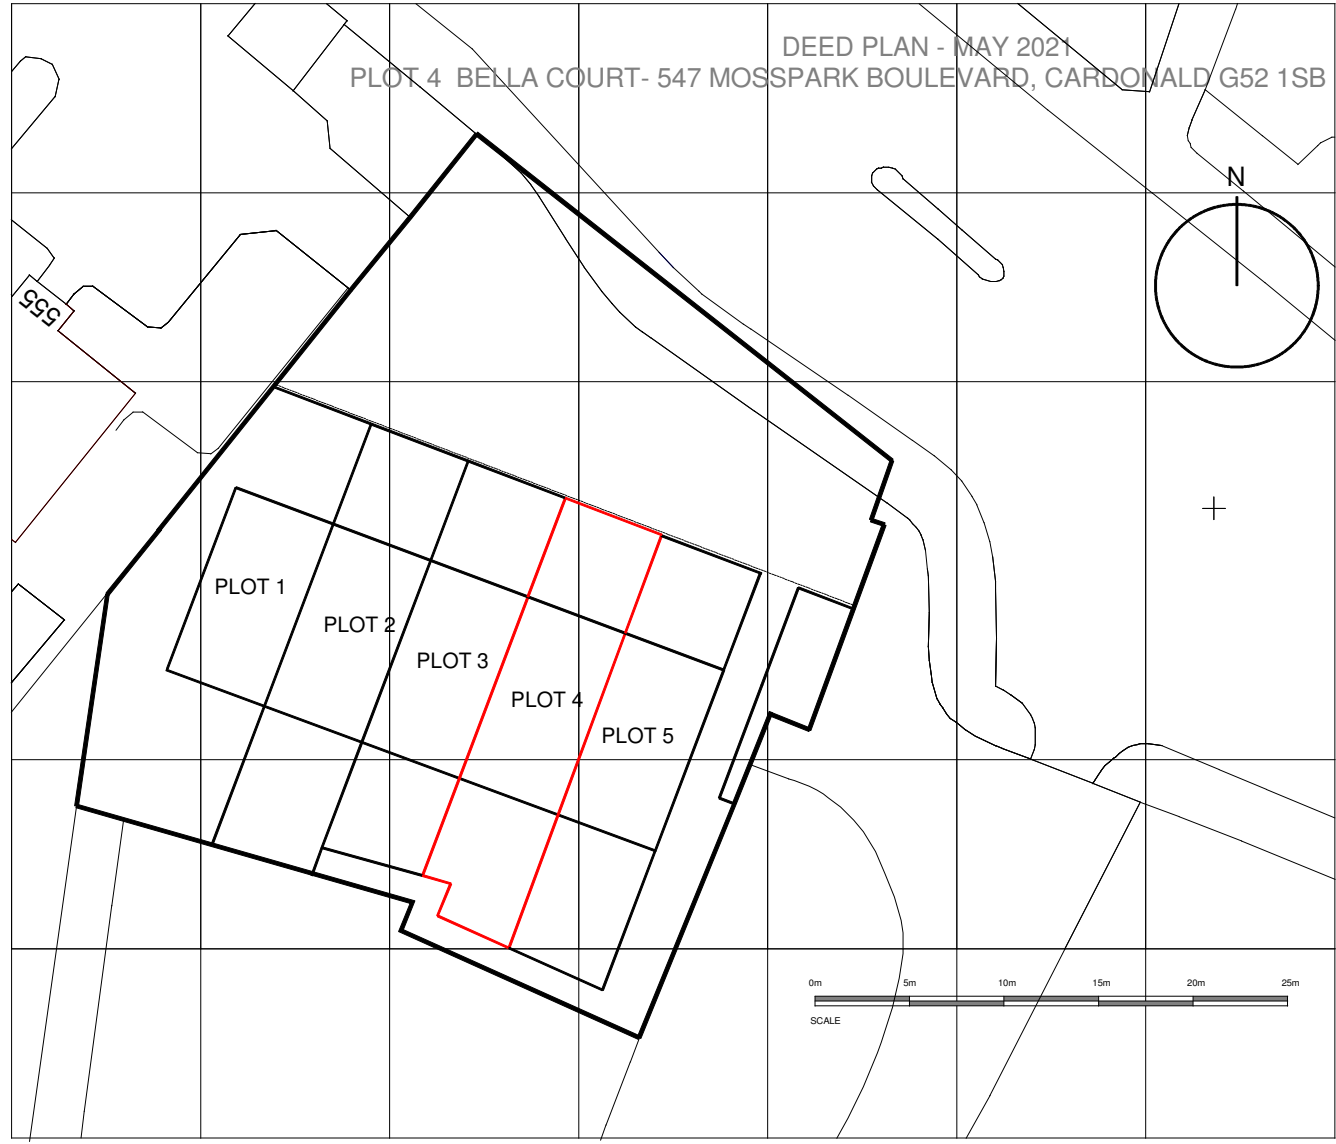 DEED PLAN - MAY 2021
PLOT 4 BELLA COURT- 547 MOSSPARK BOULEVARD, CARDONALD G52 1SB
N
555
PLOT 1
PLOT 2
PLOT 3
PLOT 4
PLOT 5
0m 5m 10m 15m 20m 25m
SCALE